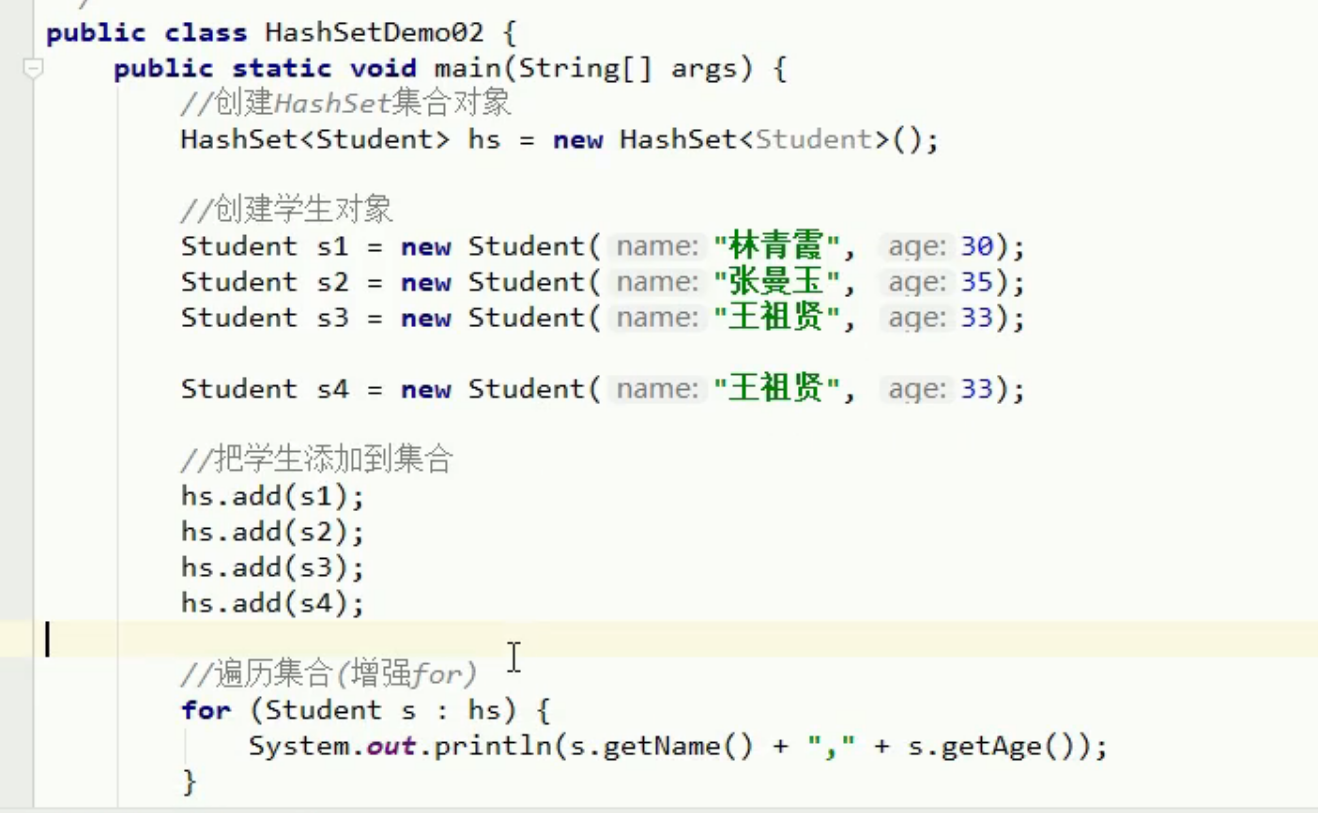 public class HashSetDemo02 {
public static void main(String[] args) {
//创建HashSet集合对象
HashSet<Student> hs = new HashSet<Student>();
//创建学生对象
Student s1 = new Student( name: "林青霞", age: 30);
Student s2 = new Student( name: "张曼玉", age: 35);
Student s3 = new Student( name: "王祖贤", age: 33);
Student s4 = new Student( name: "王祖贤", age: 33);
//把学生添加到集合
hs.add(s1);
hs.add(s2);
hs.add(s3);
hs.add(s4);
//遍历集合(增强for)
for (Student s : hs) {
System.out.println(s.getName() + "," + s.getAge());
}